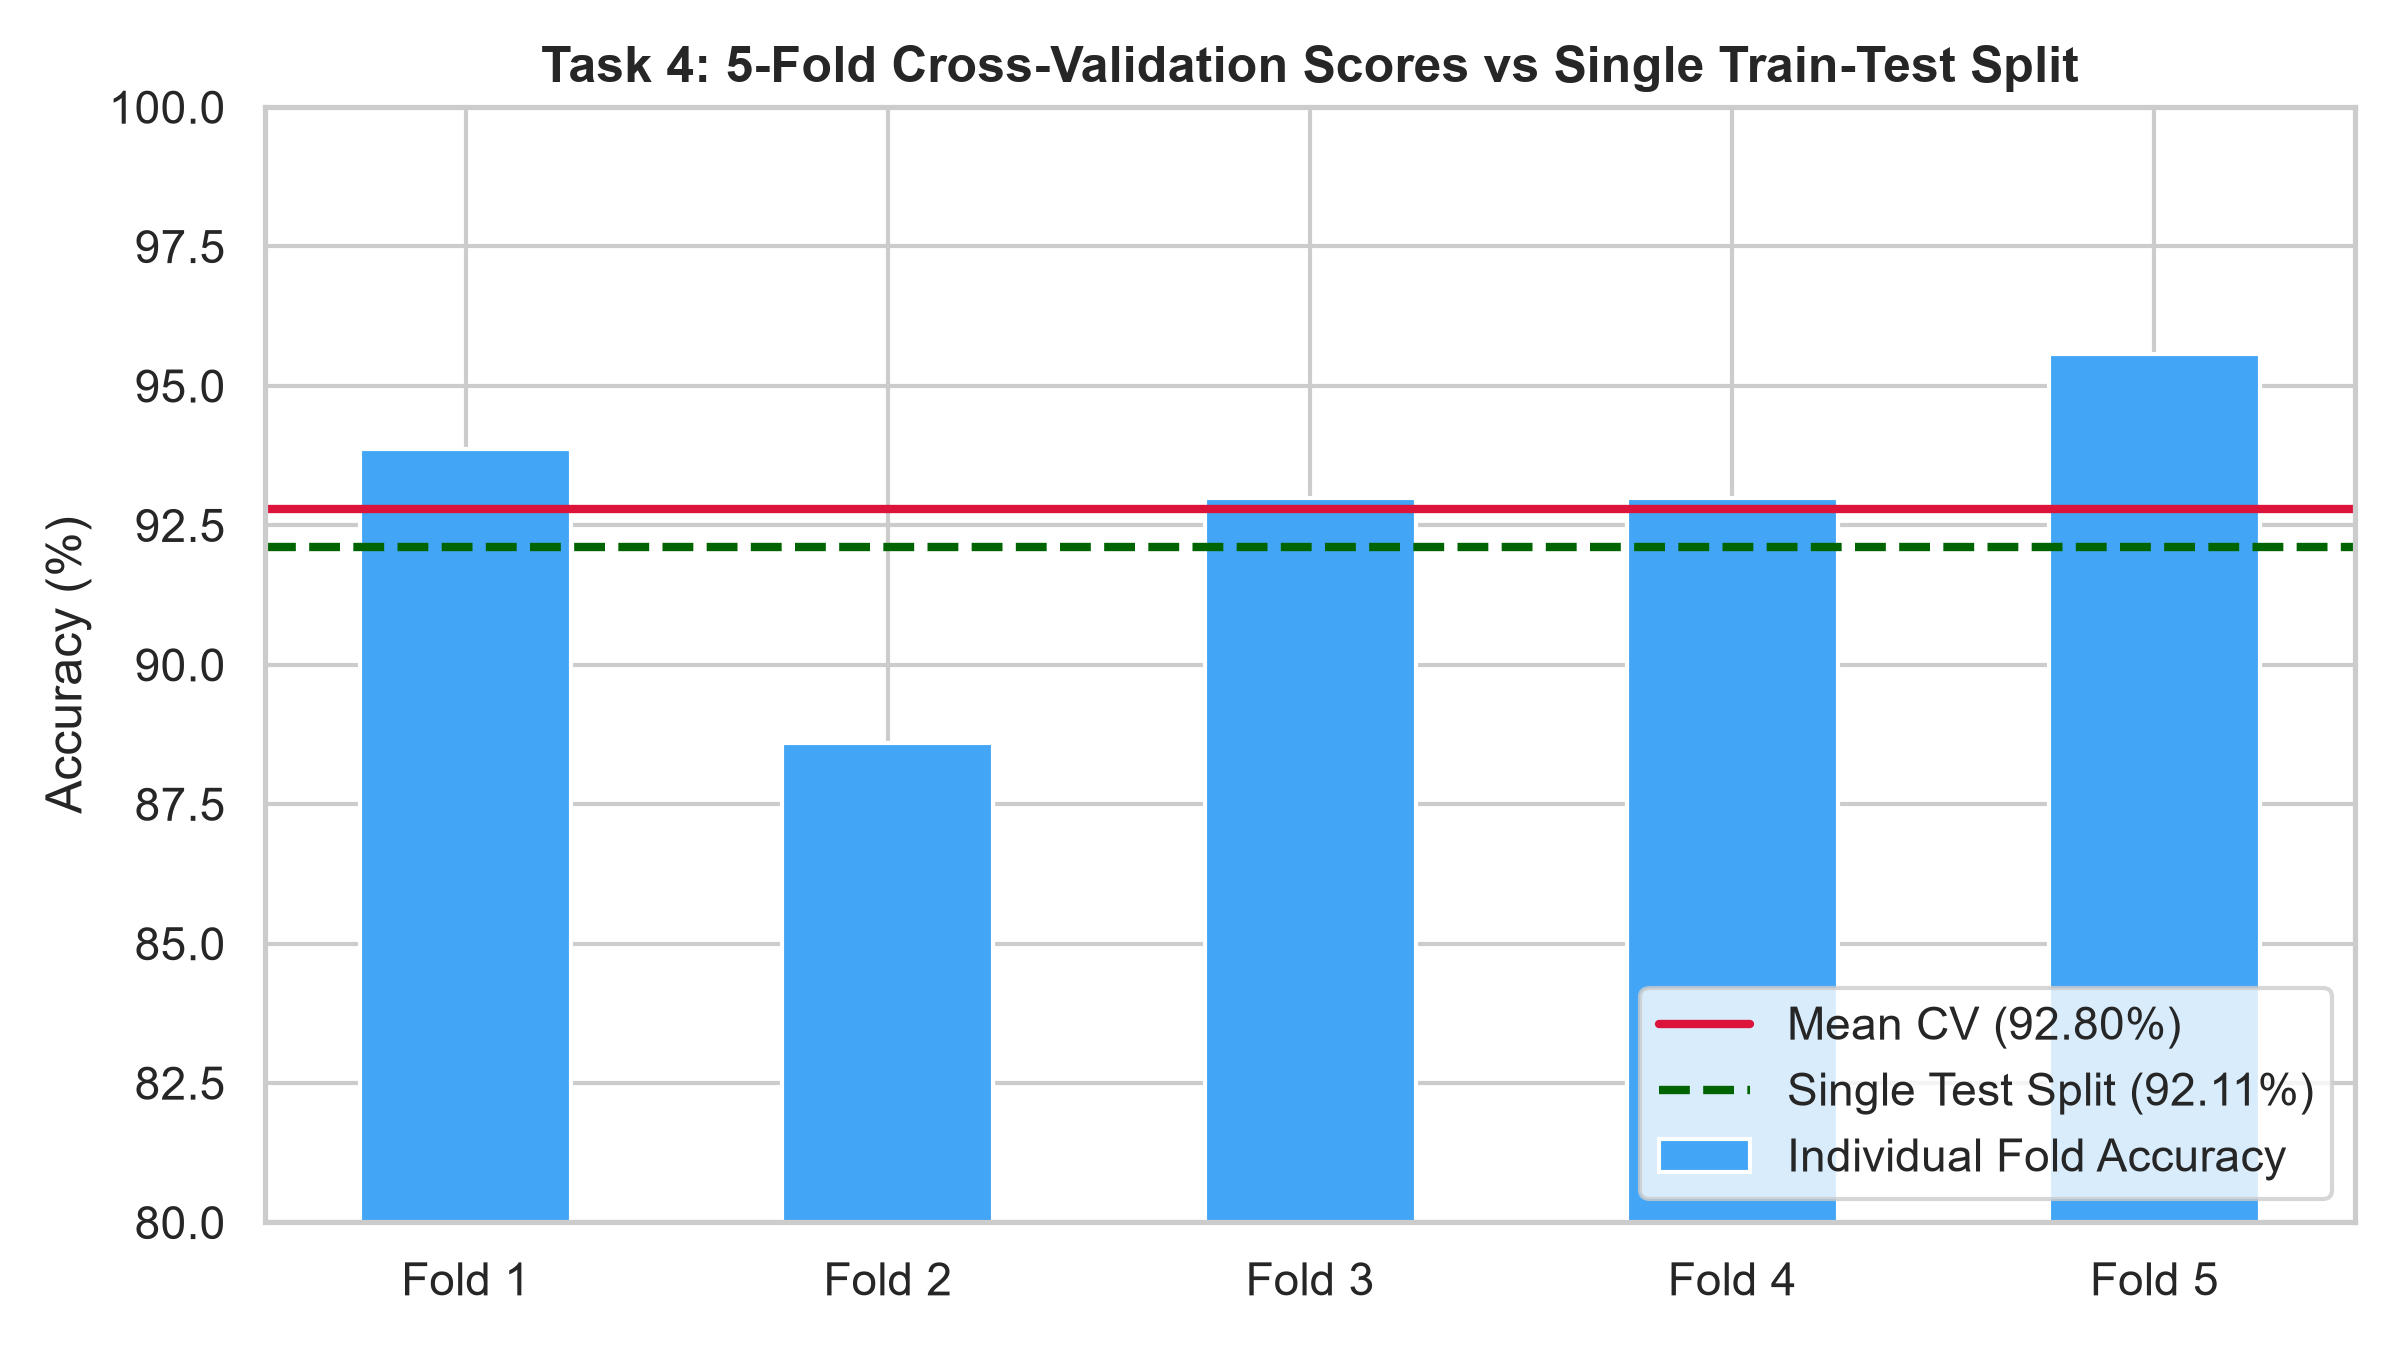 Task 4: 5-Fold Cross-Validation Scores vs Single Train-Test Split
Accuracy (%)
100.0
97.5
95.0
92.5
90.0
87.5
85.0
82.5
80.0
Mean CV (92.80%)
Single Test Split (92.11%)
Individual Fold Accuracy
Fold 1
Fold 2
Fold 3
Fold 4
Fold 5